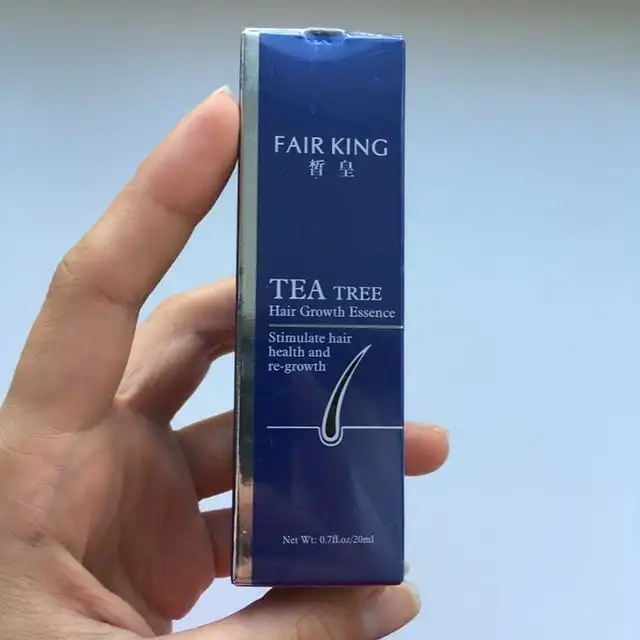 FAIR KING
皙 皇
TEA TREE
Hair Growth Essence
Stimulate hair
health and
re-growth
Net Wt: 0.7fl.oz/20ml